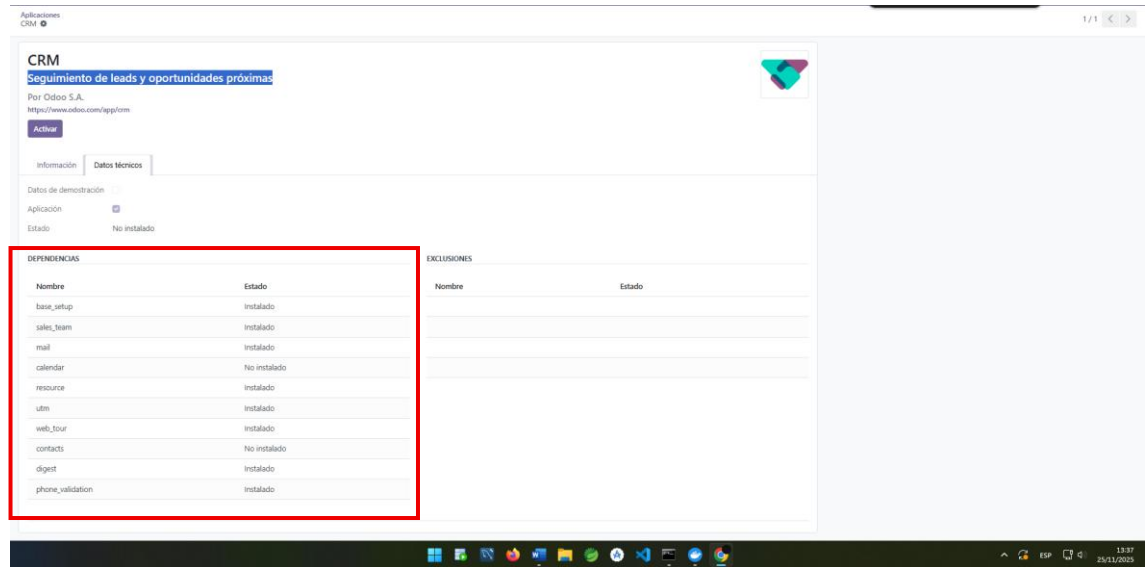 Aplicaciones
CRM
1 / 1
CRM
Seguimiento de leads y oportunidades próximas
Por Odoo S.A.
https://www.odoo.com/app/crm
Activar
Información Datos técnicos
Datos de demostración
Aplicación
Estado No instalado
DEPENDENCIAS EXCLUSIONES
Nombre Estado Nombre Estado
base_setup Instalado
sales_team Instalado
mail Instalado
calendar No instalado
resource Instalado
utm Instalado
web_tour Instalado
contacts No instalado
digest Instalado
phone_validation Instalado
ESP
13:37
25/11/2025